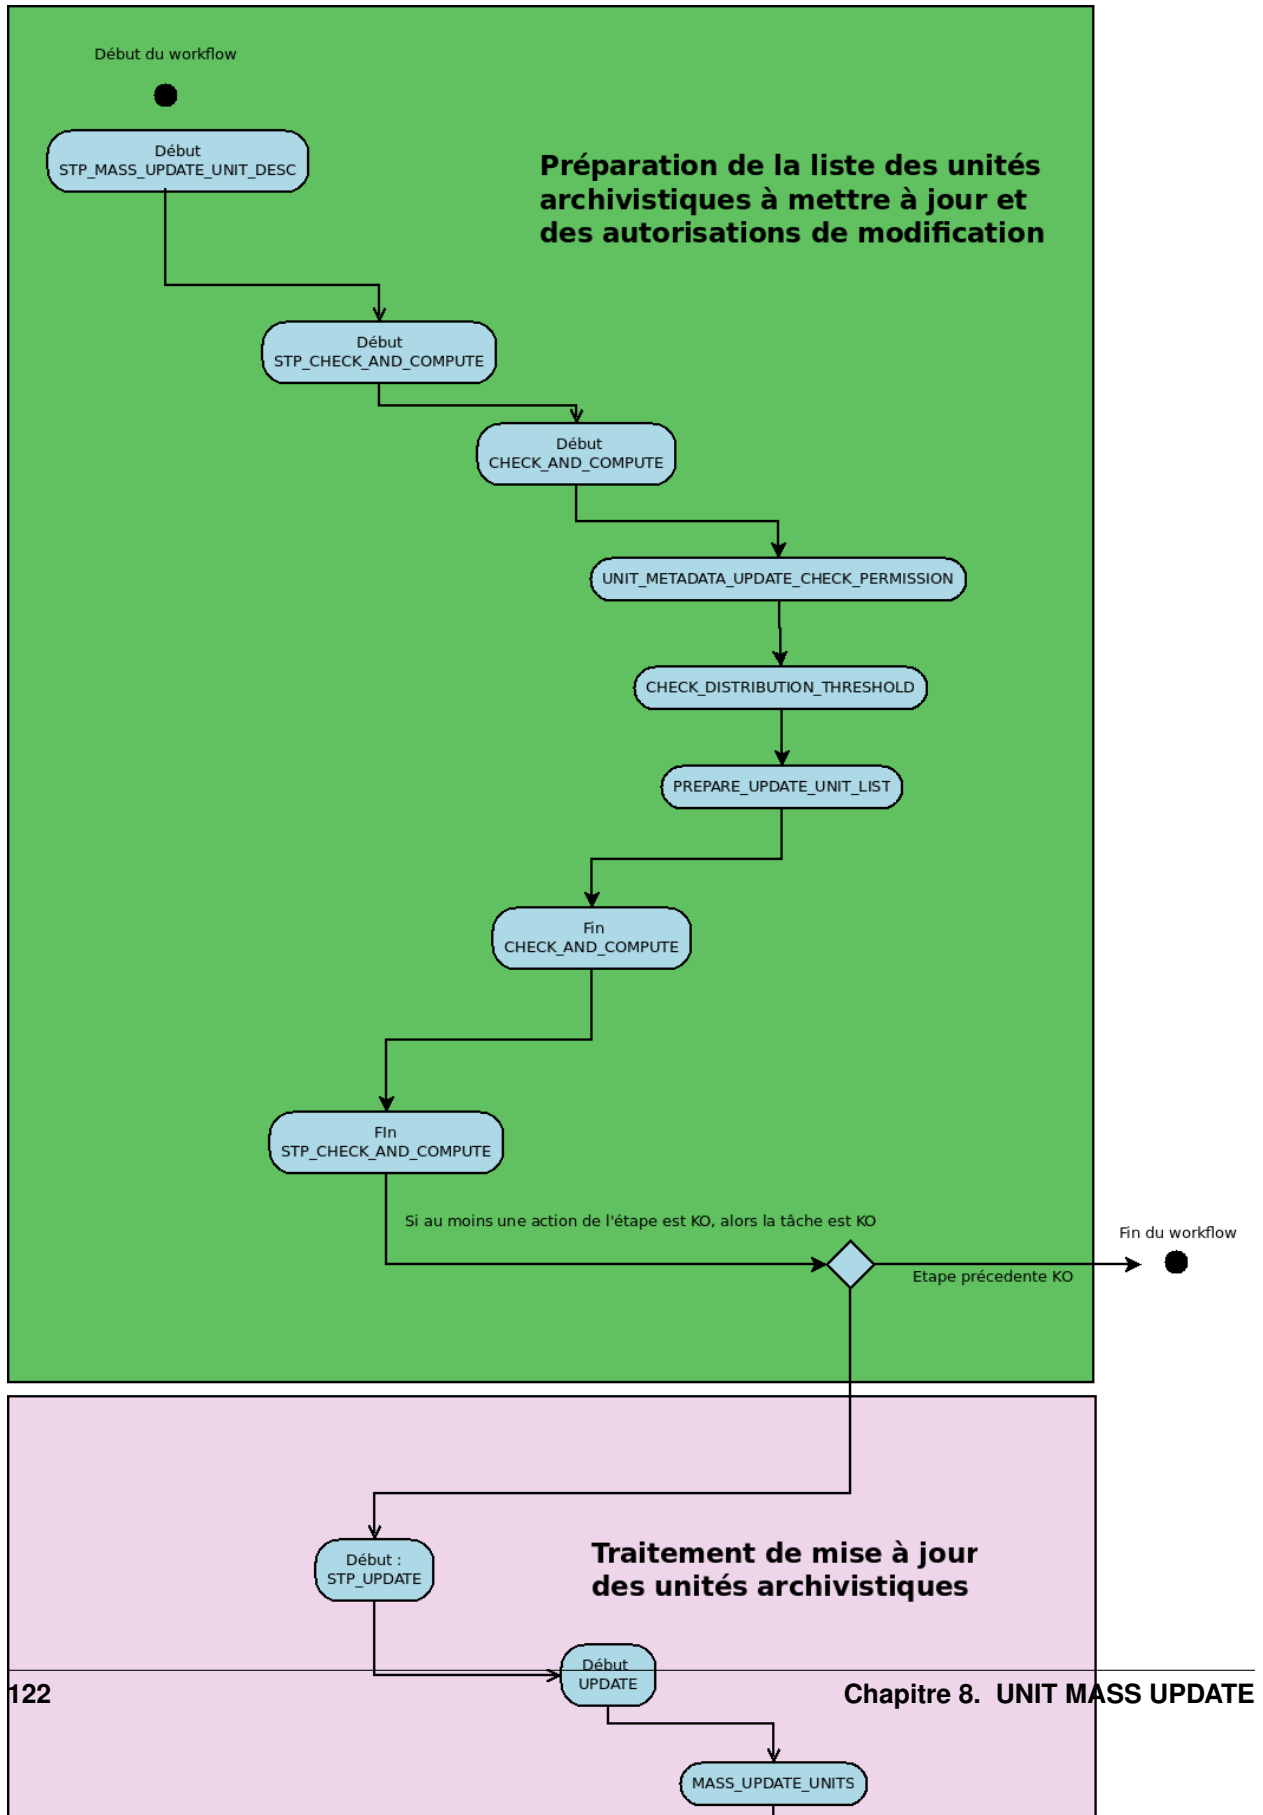 Début du workflow
Début
STP_MASS_UPDATE_UNIT_DESC
Préparation de la liste des unités
archivistiques à mettre à jour et
des autorisations de modification
Début
STP_CHECK_AND_COMPUTE
Début
CHECK_AND_COMPUTE
UNIT_METADATA_UPDATE_CHECK_PERMISSION
CHECK_DISTRIBUTION_THRESHOLD
PREPARE_UPDATE_UNIT_LIST
Fin
CHECK_AND_COMPUTE
FIn
STP_CHECK_AND_COMPUTE
Si au moins une action de l'étape est KO, alors la tâche est KO
Fin du workflow
Etape précedente KO
Début :
STP_UPDATE
Traitement de mise à jour
des unités archivistiques
Début
UPDATE
122
Chapitre 8. UNIT MASS UPDATE
MASS_UPDATE_UNITS